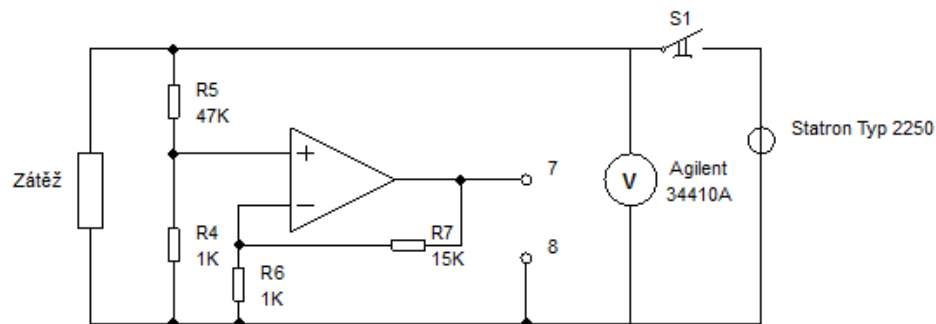 S1
R5
47K
Statron Typ 2250
+
7
Zátěž
V
Agilent
34410A
−
R4
1K
R7
15K
8
R6
1K